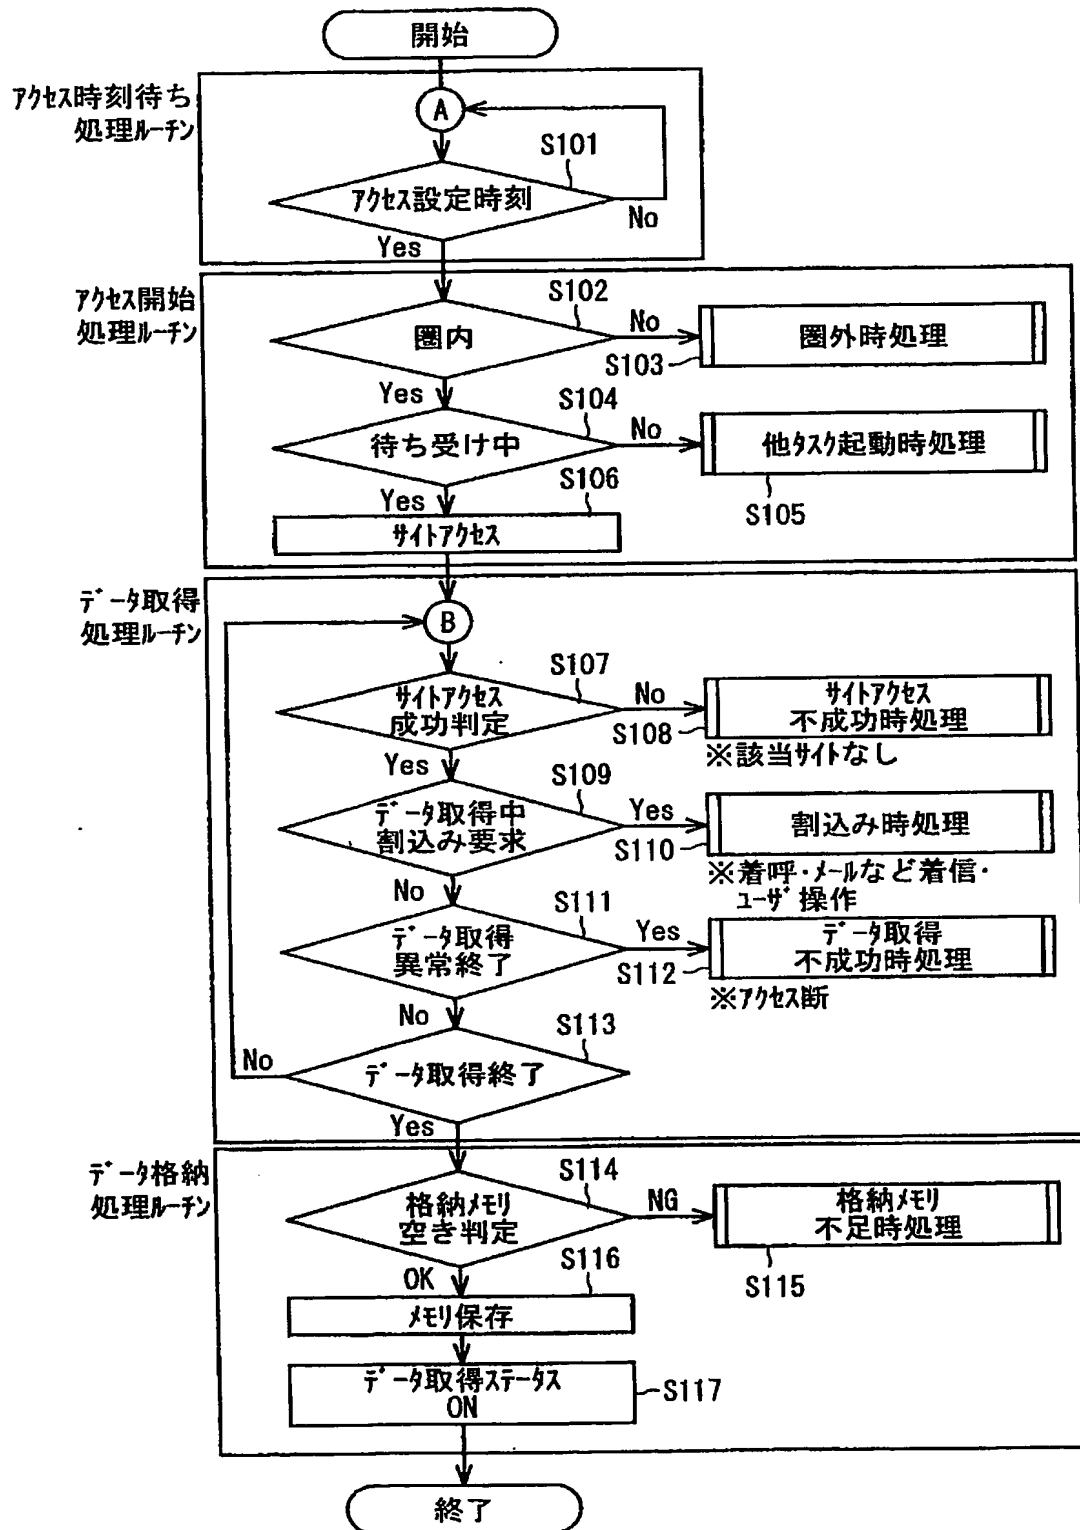 開始
アクセス時刻待ち
処理ルーチン
A
S101
アクセス設定時刻
No
Yes
アクセス開始
処理ルーチン
S102
圏内
No
S103
圏外時処理
Yes
S104
待ち受け中
No
他タスク起動時処理
S105
Yes
S106
サイトアクセス
データ取得
処理ルーチン
B
S107
サイトアクセス
成功判定
No
S108
サイトアクセス
不成功時処理
※該当サイトなし
Yes
S109
データ取得中
割込み要求
Yes
S110
割込み時処理
※着呼・メールなど着信・
ユーザ操作
No
S111
データ取得
異常終了
Yes
S112
データ取得
不成功時処理
※アクセス断
No
S113
データ取得終了
No
Yes
データ格納
処理ルーチン
S114
格納メモリ
空き判定
NG
格納メモリ
不足時処理
S115
OK
S116
メモリ保存
データ取得ステータス
ON
S117
終了